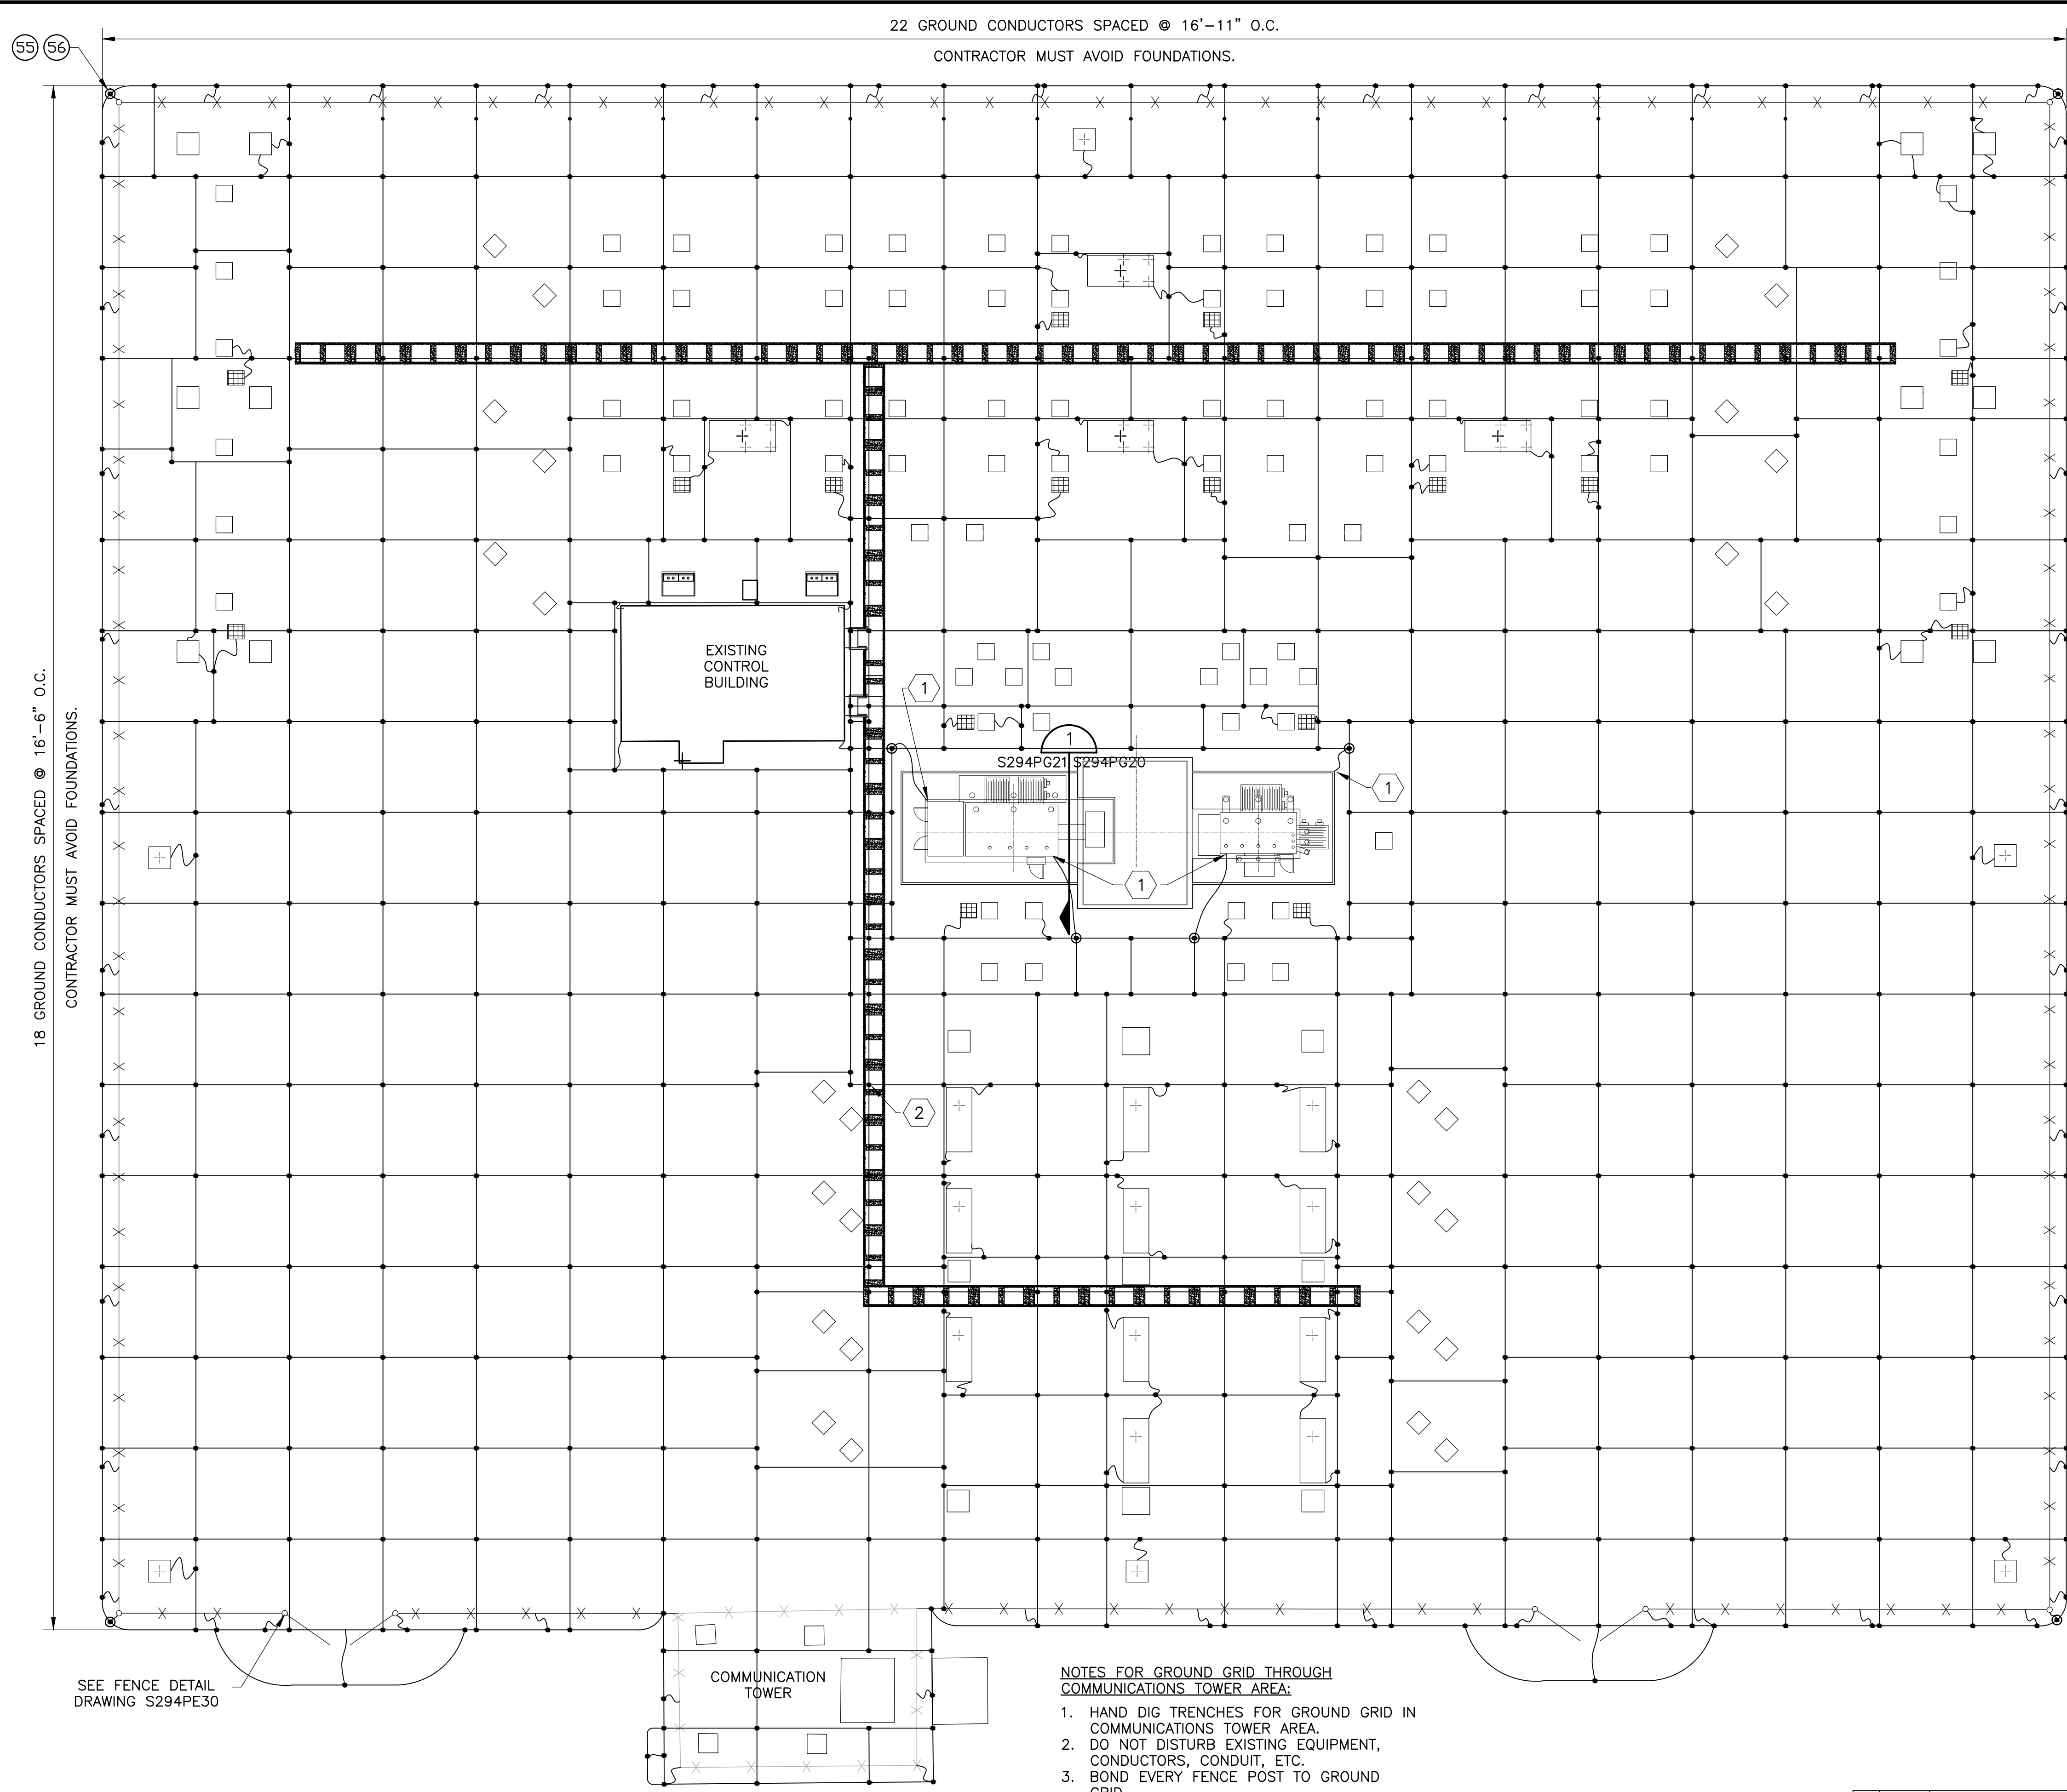 22 GROUND CONDUCTORS SPACED @ 16'-11" O.C.
CONTRACTOR MUST AVOID FOUNDATIONS.
55 56
18 GROUND CONDUCTORS SPACED @ 16'-6" O.C.
CONTRACTOR MUST AVOID FOUNDATIONS.
EXISTING
CONTROL
BUILDING
1
1
S294PG21 S294PG20
1
1
2
SEE FENCE DETAIL
DRAWING S294PE30
COMMUNICATION
TOWER
NOTES FOR GROUND GRID THROUGH
COMMUNICATIONS TOWER AREA:
1. HAND DIG TRENCHES FOR GROUND GRID IN
COMMUNICATIONS TOWER AREA.
2. DO NOT DISTURB EXISTING EQUIPMENT,
CONDUCTORS, CONDUIT, ETC.
3. BOND EVERY FENCE POST TO GROUND
GRID